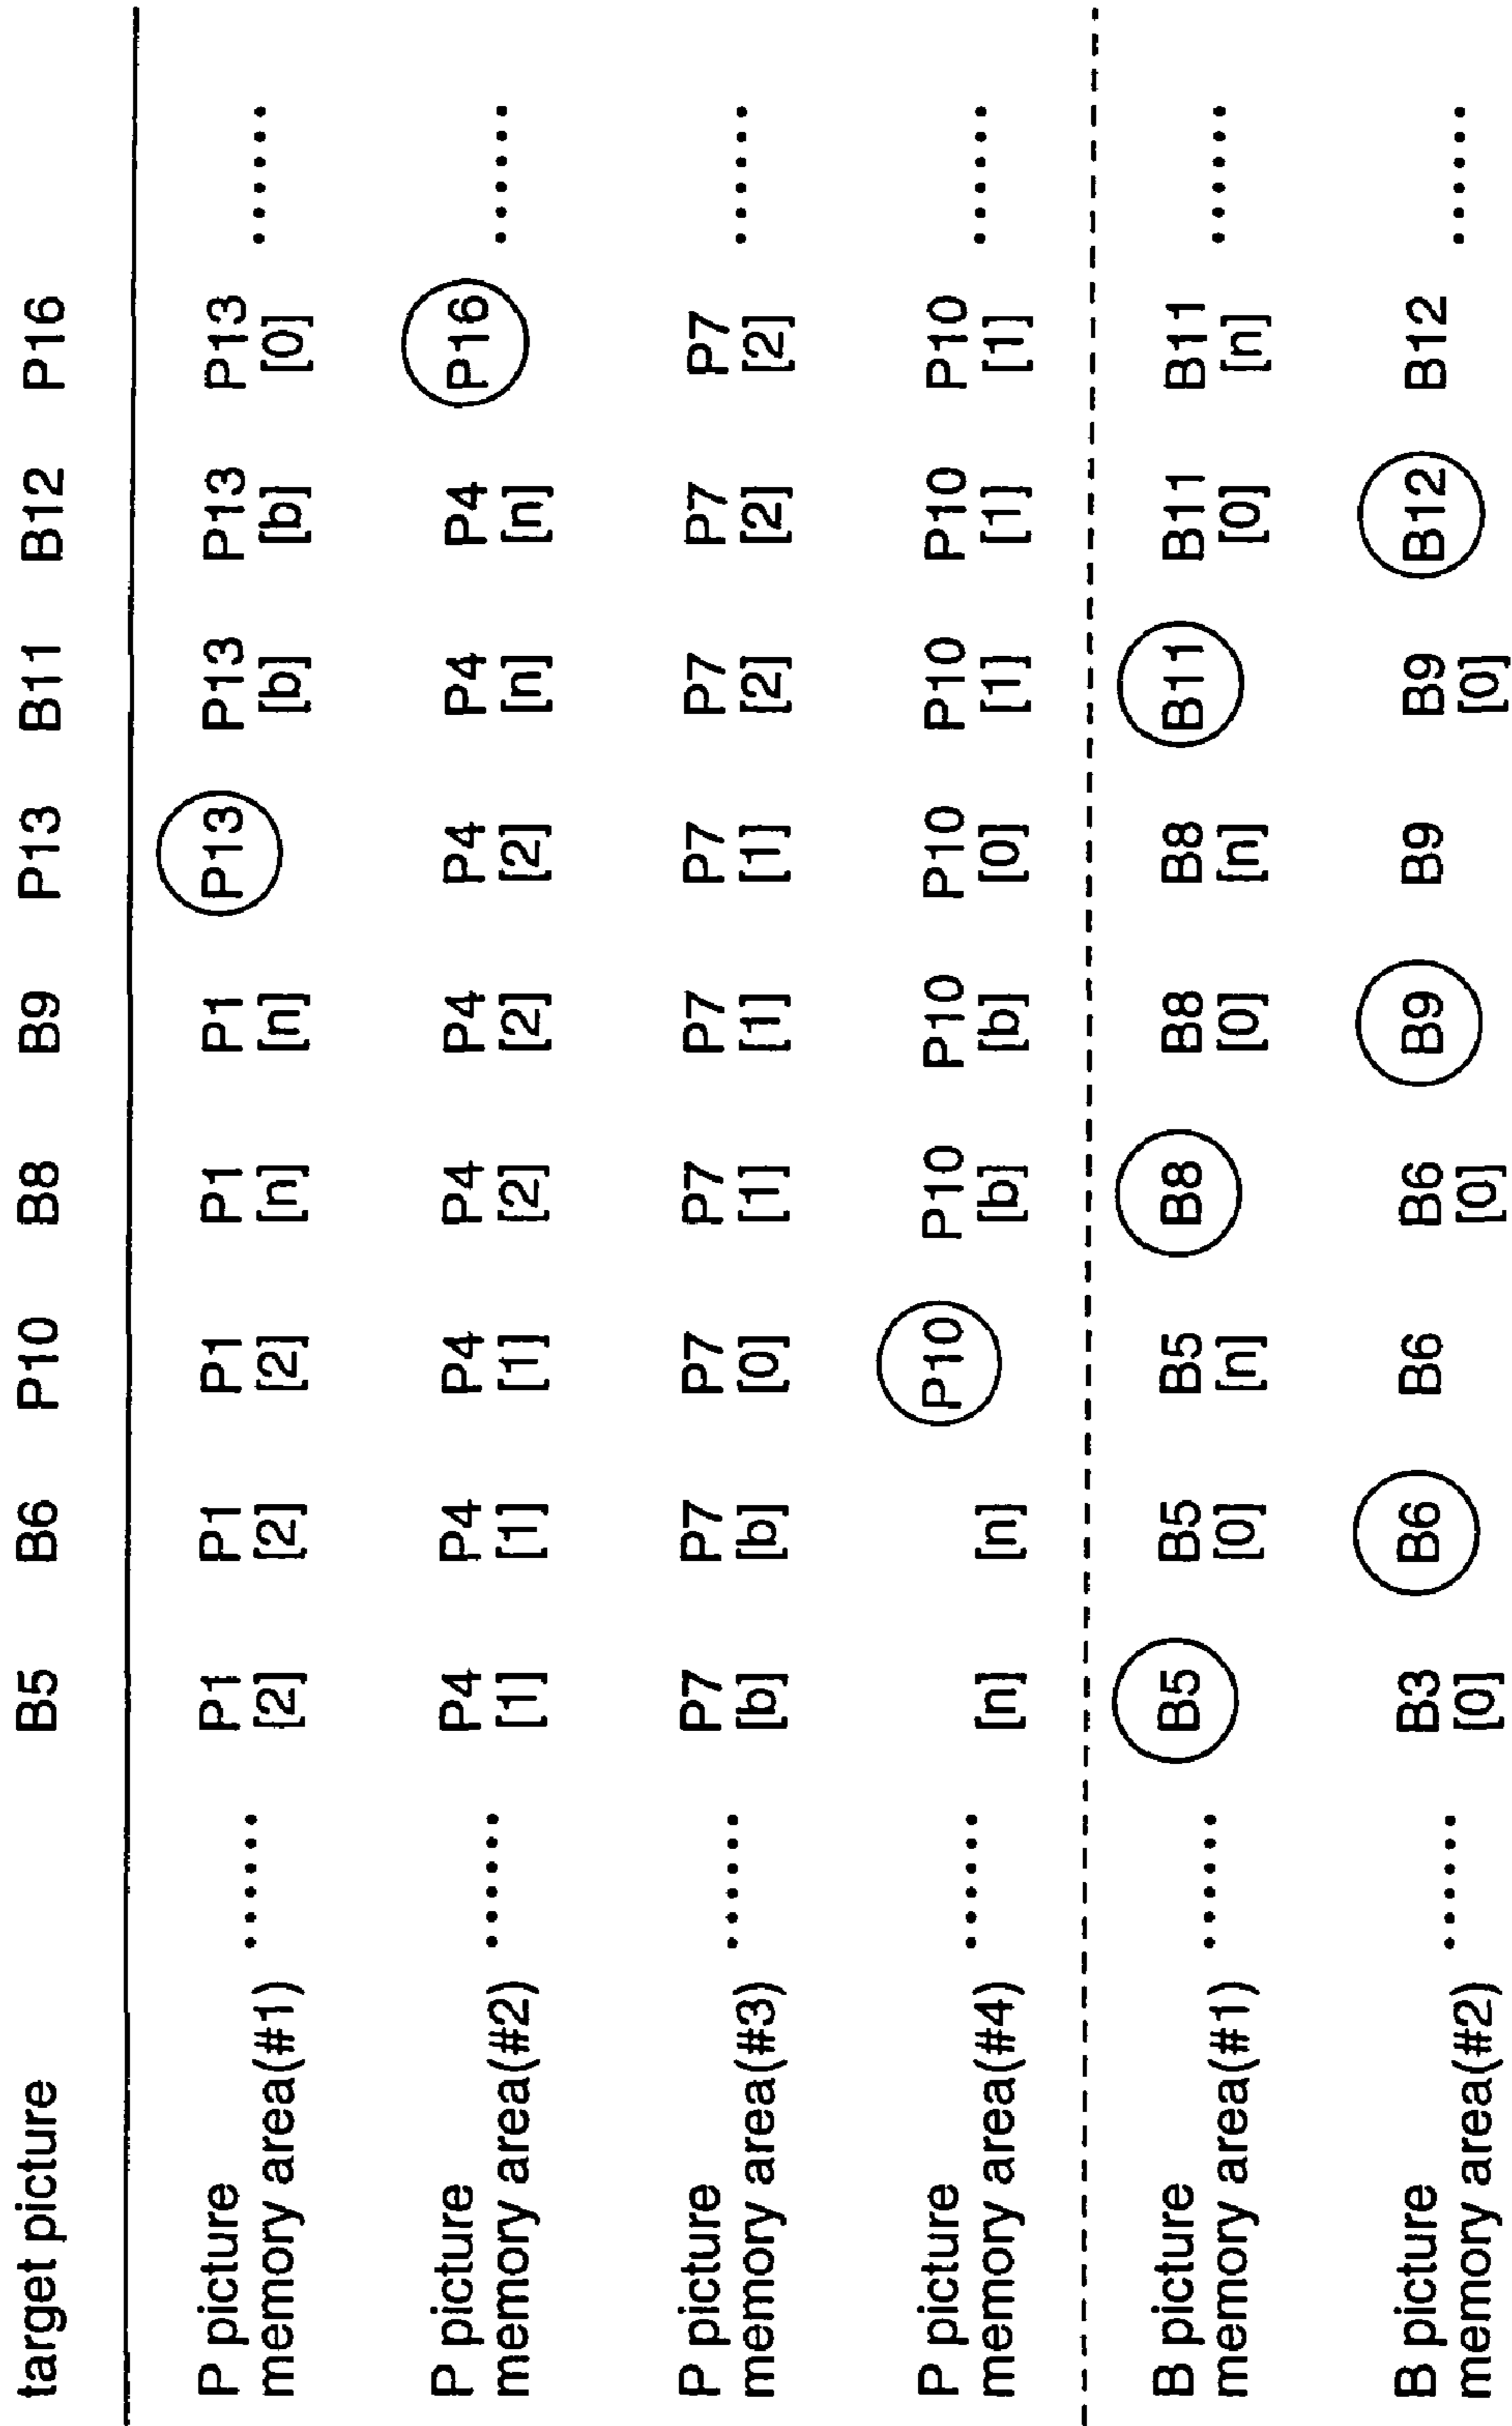 target picture B5 B6 P10 B8 B9 P13 B11 B12 P16
P picture P1 P1 P1 P1 P1 P13 P13 P13 P13
memory area(#1) ...... [2] [2] [2] [n] [n] [b] [b] [0] ......
P picture P4 P4 P4 P4 P4 P4 P4 P4 P16
memory area(#2) ...... [1] [1] [1] [2] [2] [2] [n] [n] ......
P picture P7 P7 P7 P7 P7 P7 P7 P7 P7
memory area(#3) ...... [b] [b] [0] [1] [1] [1] [2] [2] [2] ......
P picture P10 P10 P10 P10 P10 P10 P10
memory area(#4) ...... [n] [n] [b] [b] [0] [1] [1] [1] ......
B picture B5 B5 B5 B8 B8 B8 B11 B11 B11
memory area(#1) ...... [0] [n] [0] [n] [0] [n] ......
B picture B3 B6 B6 B6 B9 B9 B9 B12 B12
memory area(#2) ...... [0] [0] [0] ......